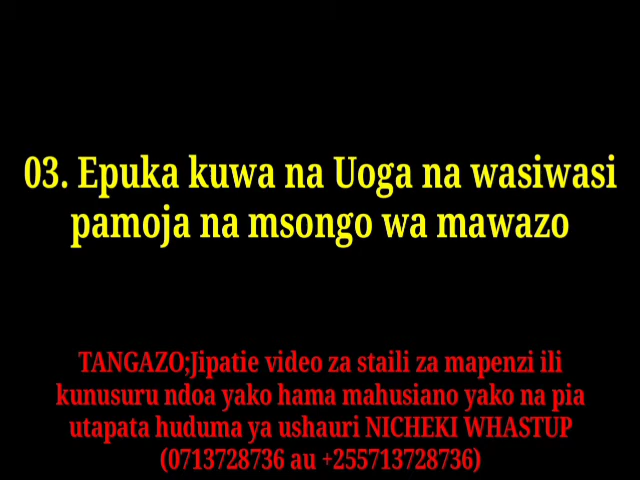 03. Epuka kuwa na Uoga na wasiwasi
pamoja na msongo wa mawazo
TANGAZO;Jipatie video za staili za mapenzi ili
kunusuru ndoa yako hama mahusiano yako na pia
utapata huduma ya ushauri NICHEKI WHASTUP
(0713728736 au +255713728736)